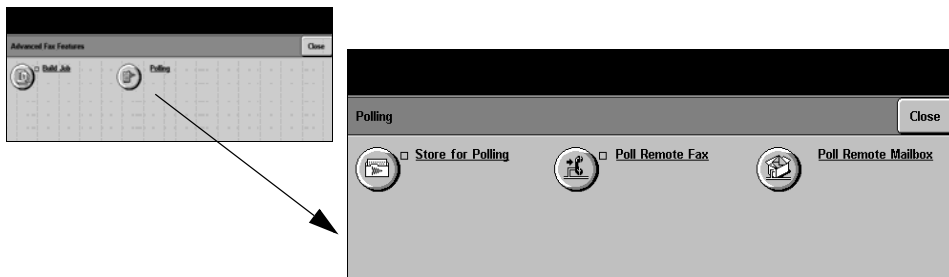 Advanced Fax Features
Close
Build Job
Polling
Polling
Close
Store for Polling
Poll Remote Fax
Poll Remote Mailbox